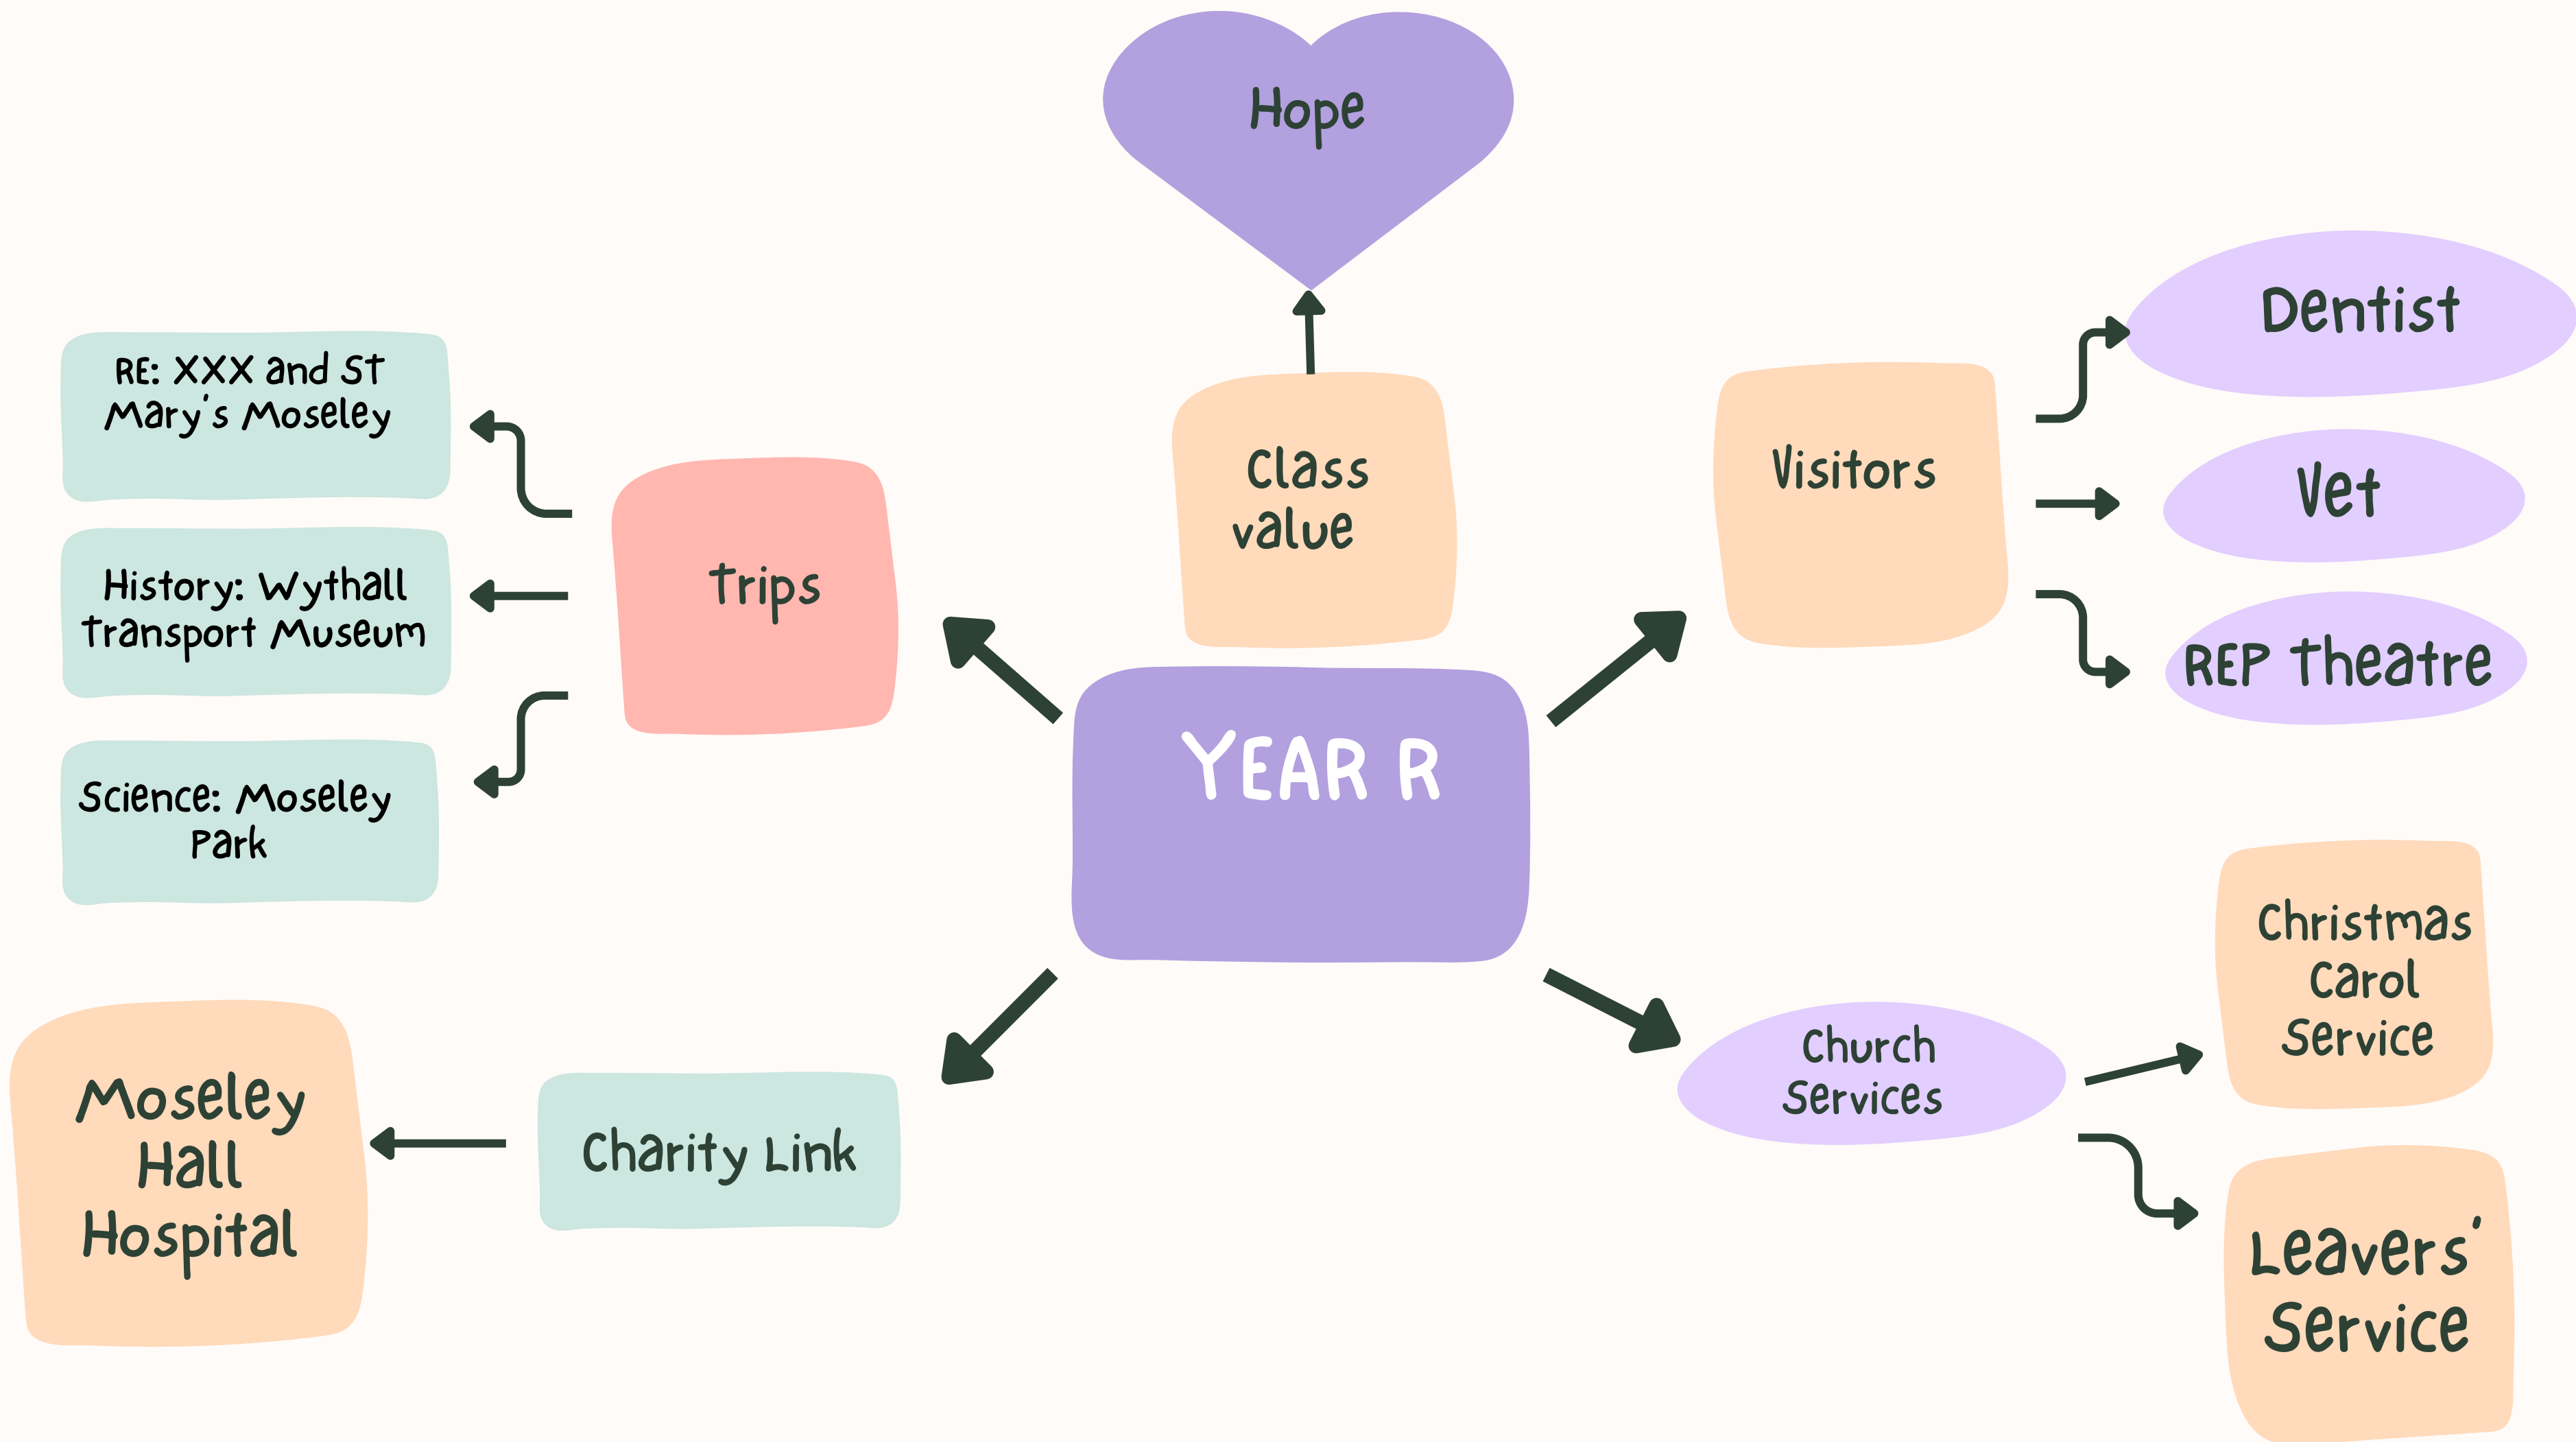 Hope
Class
value
YEAR R
Trips
RE: XXX and St
Mary's Moseley
History: Wythall
Transport Museum
Science: Moseley
Park
Visitors
Dentist
Vet
REP Theatre
Charity Link
Moseley
Hall
Hospital
Church
Services
Christmas
Carol
Service
Leavers'
Service